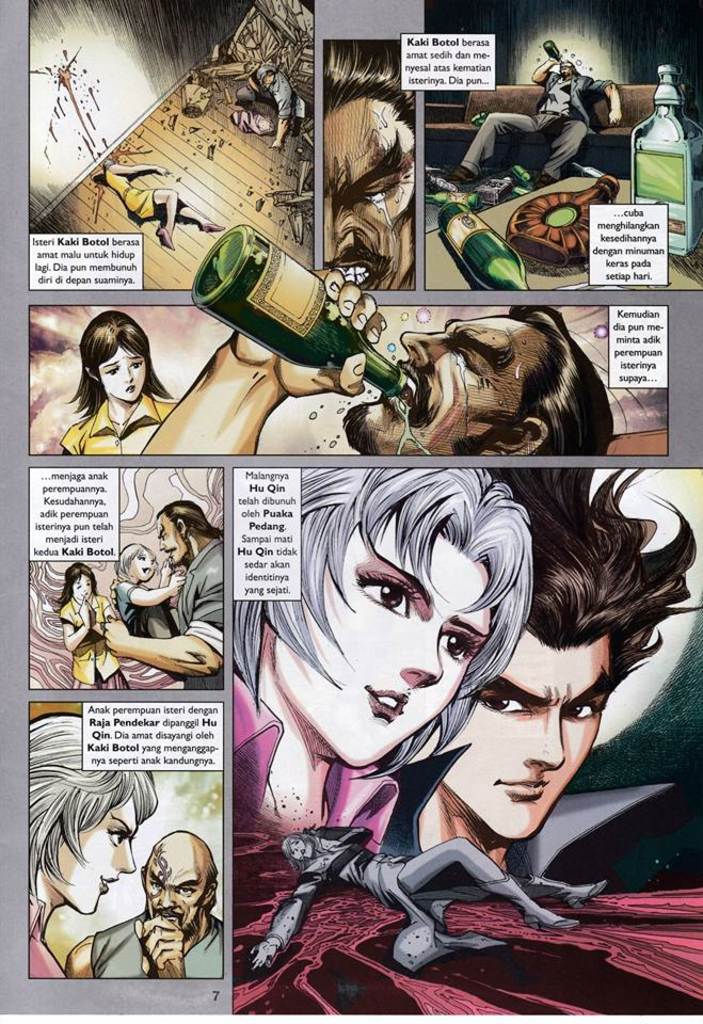 Isteri Kaki Botol berasa
amat malu untuk hidup
lagi. Dia pun membunuh
diri di depan suaminya.
Kaki Botol berasa
amat sedih dan me-
nyesal atas kematian
isterinya. Dia pun...
...cuba
menghilangkan
kesedihannya
dengan minuman
keras pada
setiap hari.
Kemudian
dia pun me-
minta adik
perempuan
isterinya
supaya...
...menjaga anak
perempuannya.
Kesudahannya,
adik perempuan
isterinya pun telah
menjadi isteri
kedua Kaki Botol.
Anak perempuan isteri dengan
Raja Pendekar dipanggil Hu
Qin. Dia amat disayangi oleh
Kaki Botol yang menganggap-
nya seperti anak kandungnya.
Malangnya
Hu Qin
telah dibunuh
oleh Puaka
Pedang.
Sampai mati
Hu Qin tidak
sedar akan
identitinya
yang sejati.
7